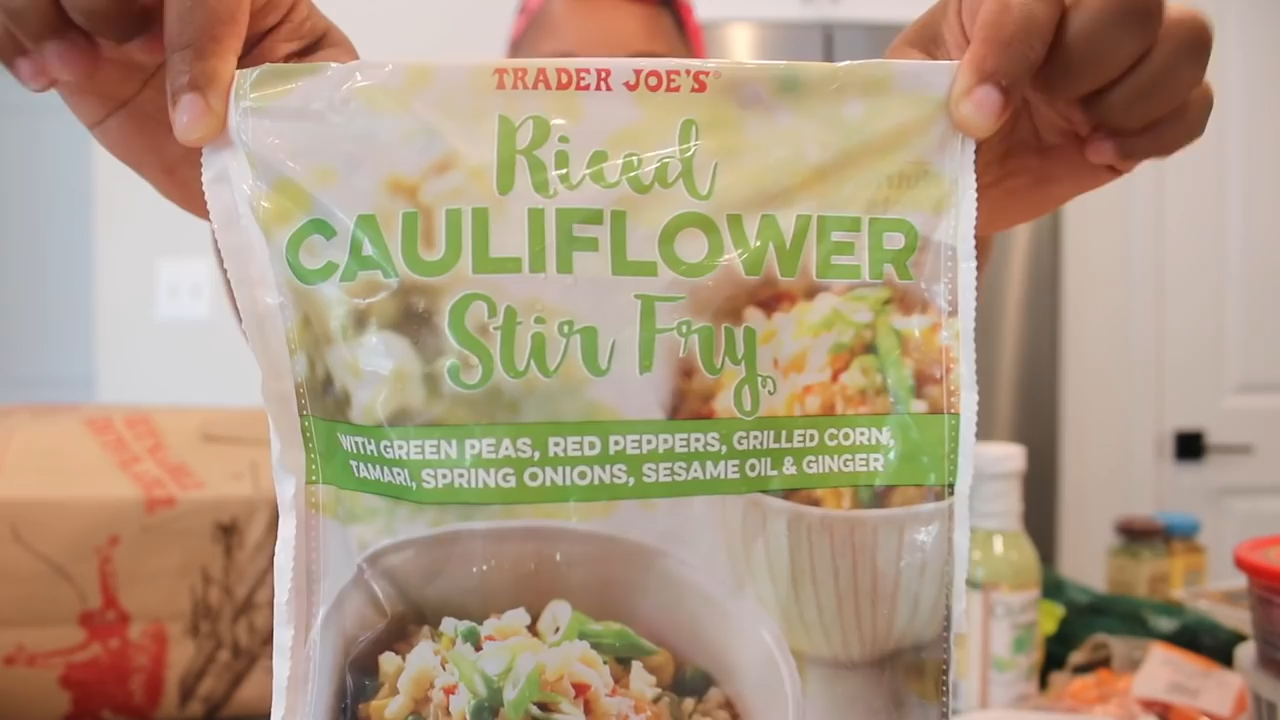 TRADER JOE'S®
Riced
CAULIFLOWER
Stir Fry
WITH GREEN PEAS, RED PEPPERS, GRILLED CORN,
TAMARI, SPRING ONIONS, SESAME OIL & GINGER